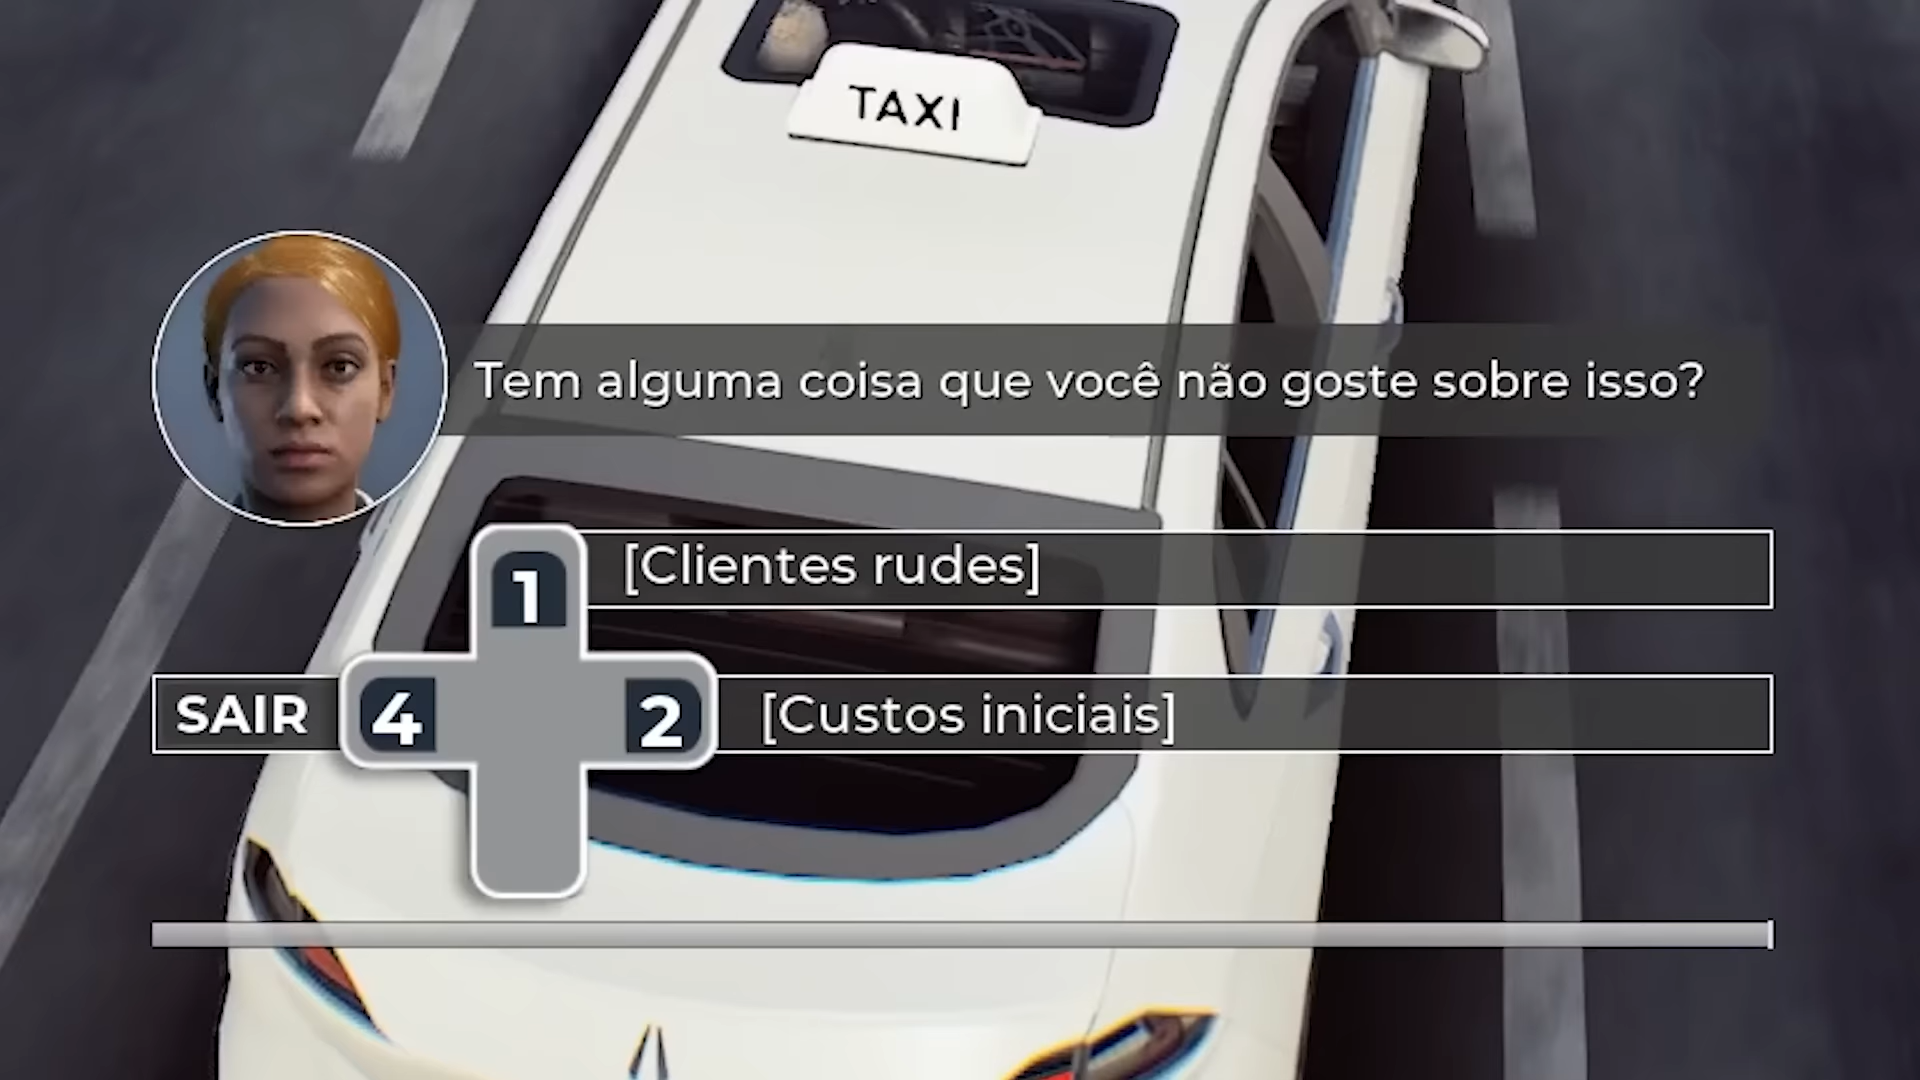 TAXI
Tem alguma coisa que você não goste sobre isso?
1 [Clientes rudes]
SAIR 4 2 [Custos iniciais]